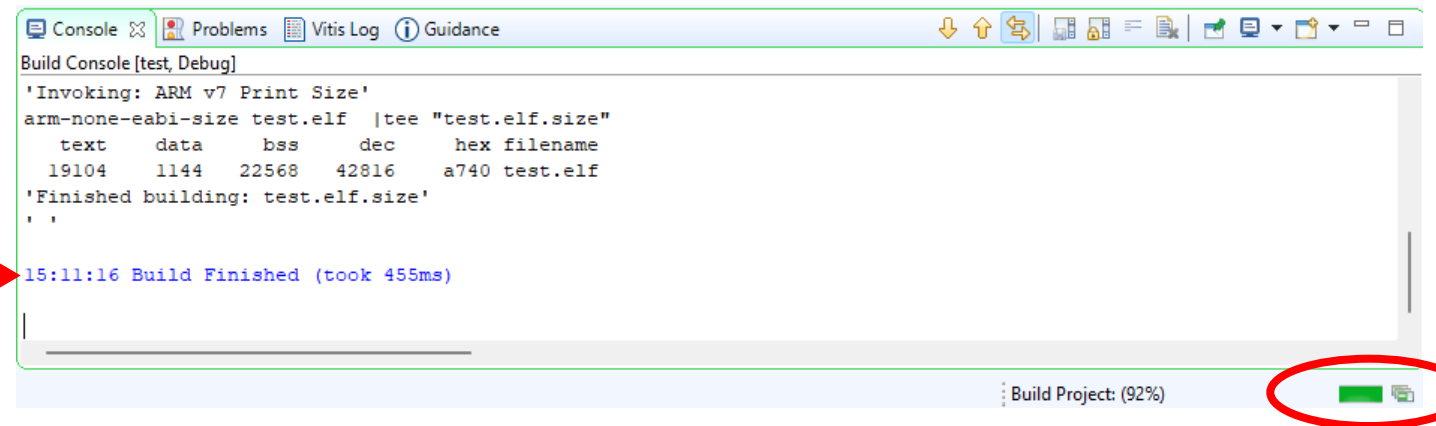 Console Problems Vitis Log Guidance
Build Console [test, Debug]
'Invoking: ARM v7 Print Size'
arm-none-eabi-size test.elf  |tee "test.elf.size"
   text    data     bss     dec     hex filename
  19104    1144   22568   42816    a740 test.elf
'Finished building: test.elf.size'
' '
15:11:16 Build Finished (took 455ms)
Build Project: (92%)